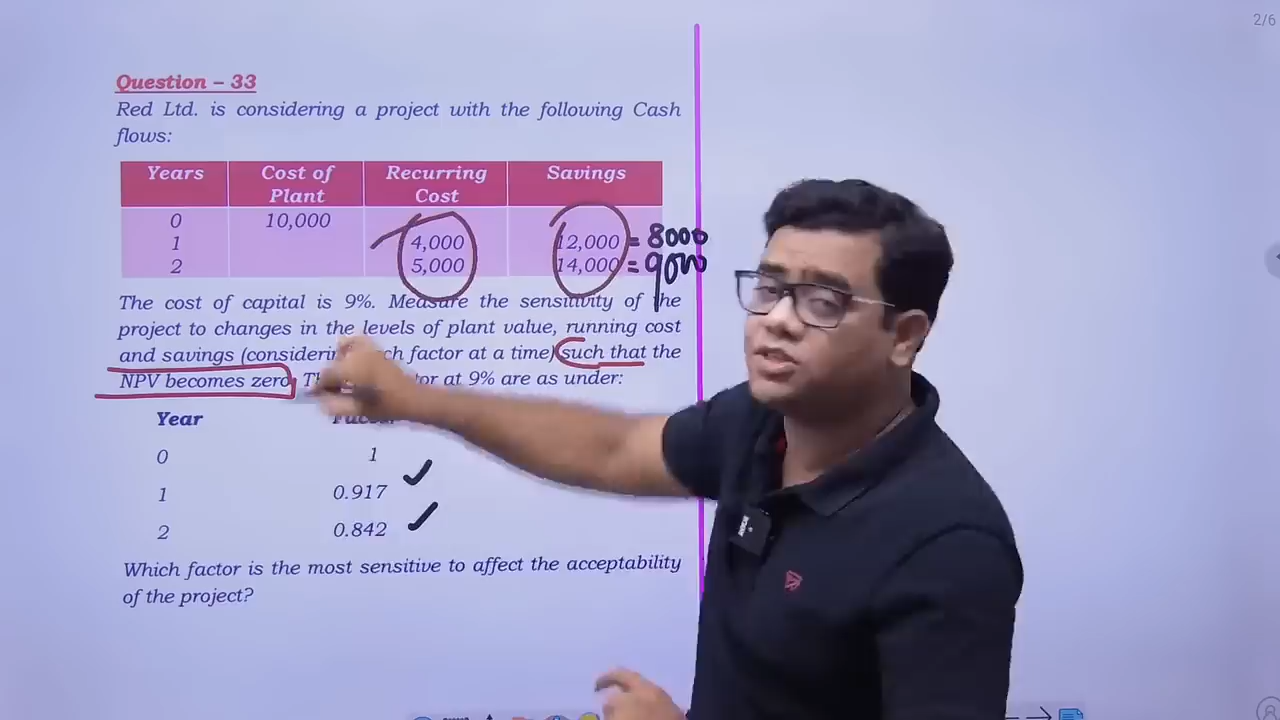 2/6
Question – 33
Red Ltd. is considering a project with the following Cash
flows:
Years Cost of Plant Recurring Cost Savings
0 10,000
1 4,000 12,000 = 8000
2 5,000 14,000 = 9000
The cost of capital is 9%. Measure the sensitivity of the
project to changes in the levels of plant value, running cost
and savings (considering factor at a time) such that the
NPV becomes zero at 9% are as under:
Year
0 1
1 0.917
2 0.842
Which factor is the most sensitive to affect the acceptability
of the project?